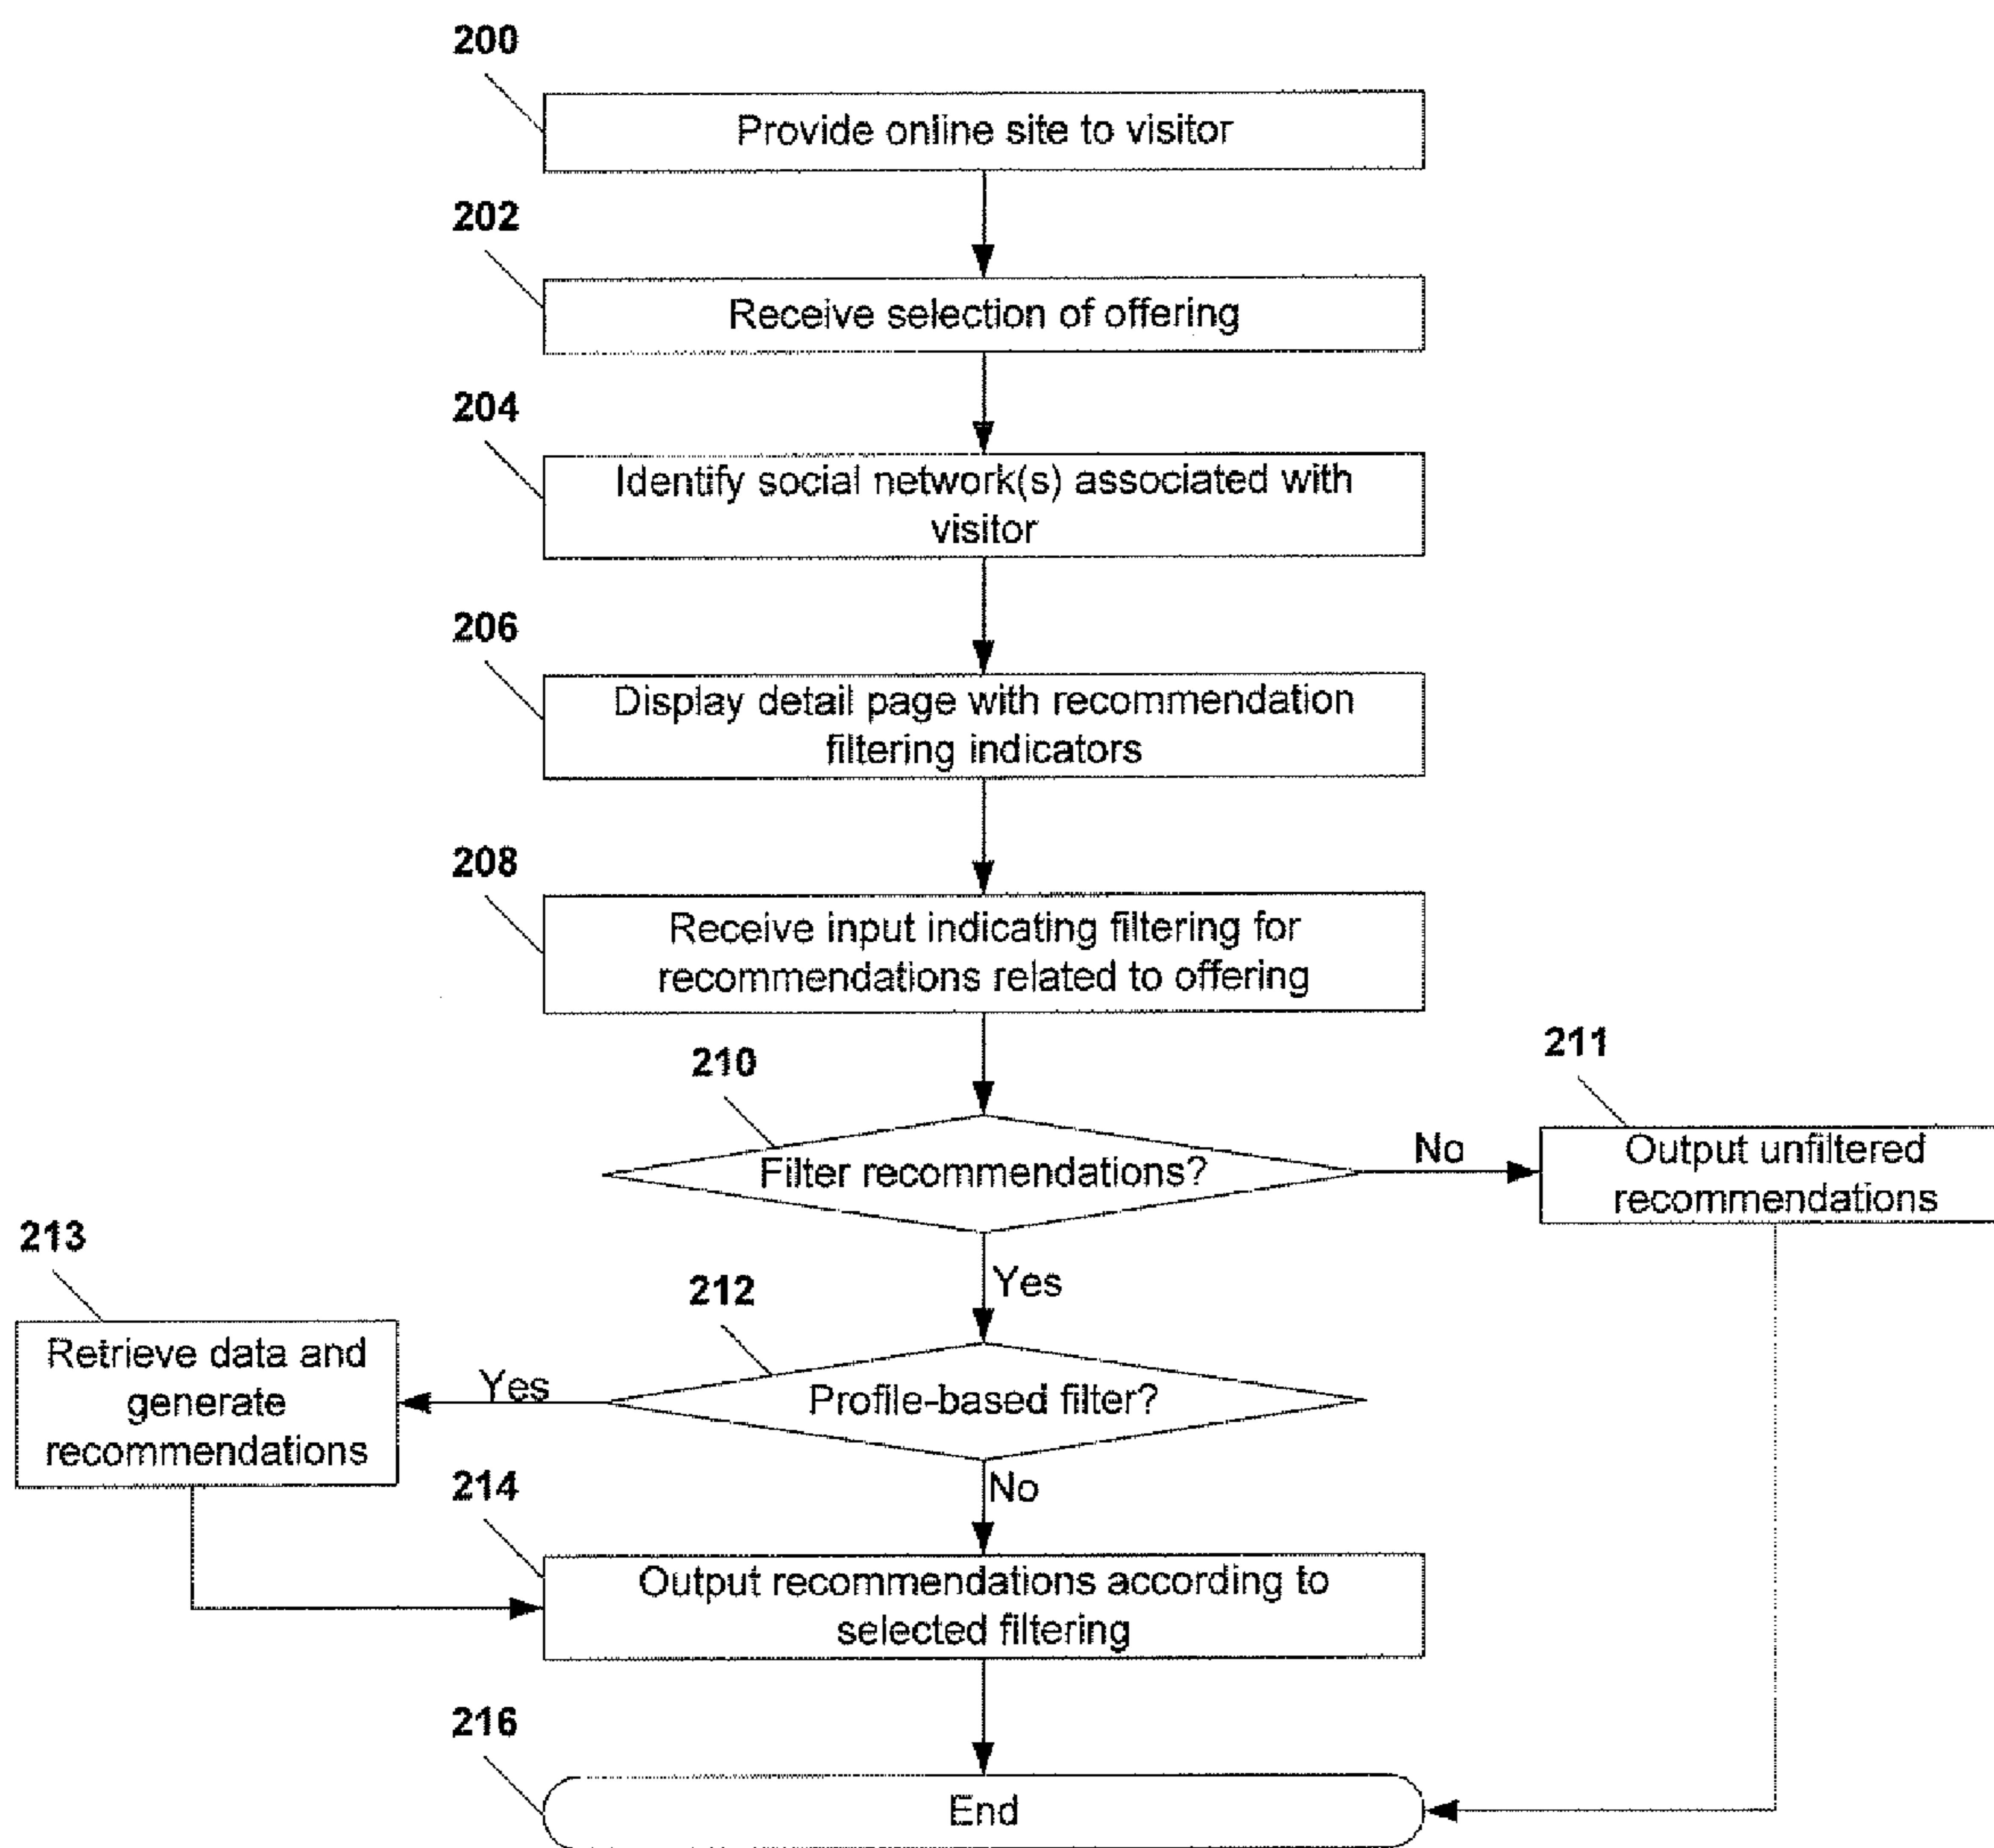 200
Provide online site to visitor
202
Receive selection of offering
204
Identify social network(s) associated with
visitor
206
Display detail page with recommendation
filtering indicators
208
Receive input indicating filtering for
recommendations related to offering
210
Filter recommendations?
No
211
Output unfiltered
recommendations
Yes
212
Profile-based filter?
Yes
213
Retrieve data and
generate
recommendations
No
214
Output recommendations according to
selected filtering
216
End